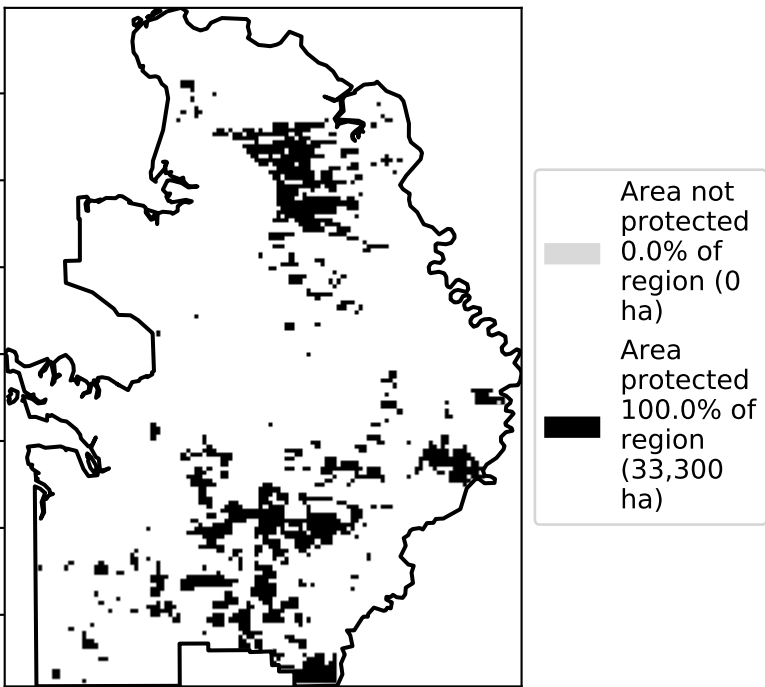 Area not
protected
0.0% of
region (0
ha)
Area
protected
100.0% of
region
(33,300
ha)